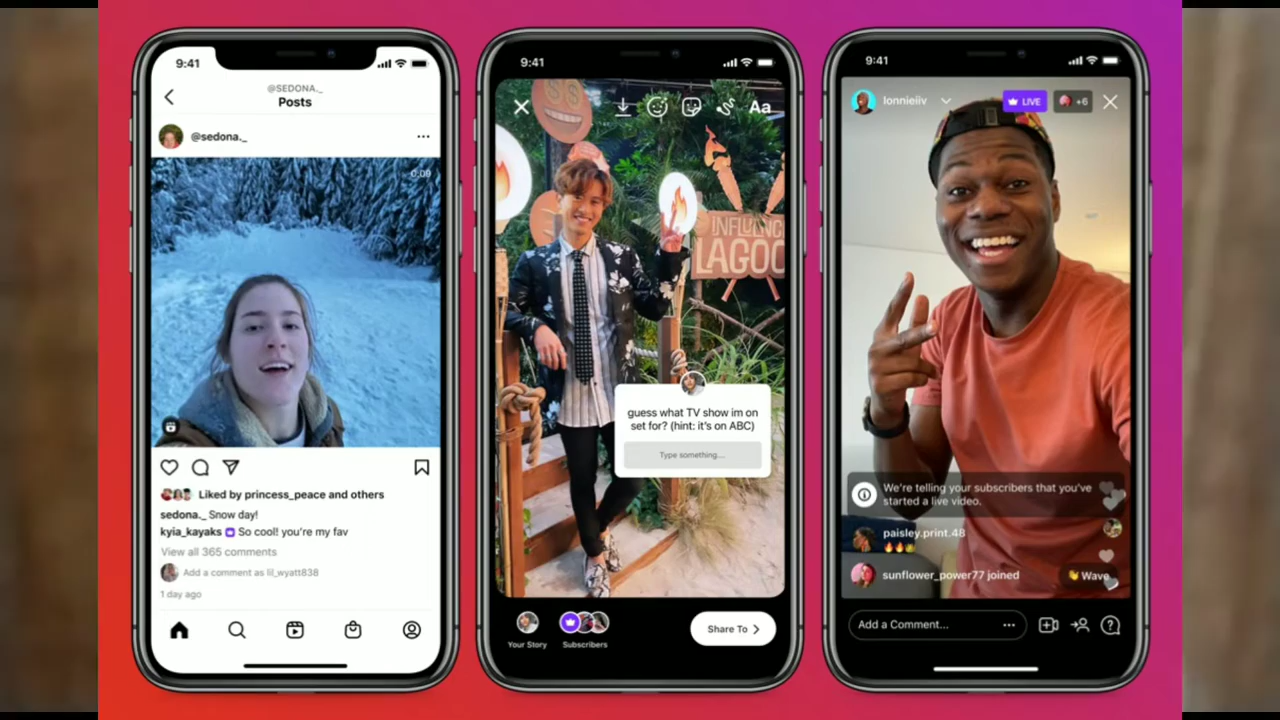 9:41
@SEDONA._
Posts
@sedona._
0:09
Liked by princess_peace and others
sedona._ Snow day!
kyia_kayaks So cool! you're my fav
View all 365 comments
Add a comment as lil_wyatt838
1 day ago
9:41
Aa
INFLUENC
LAGOO
guess what TV show im on
set for? (hint: it's on ABC)
Type something...
Your Story
Subscribers
Share To
9:41
lonnieiiv
LIVE
+6
We're telling your subscribers that you've
started a live video.
paisley.print.48
🔥🔥🔥
sunflower_power77 joined
👋 Wave
Add a Comment...